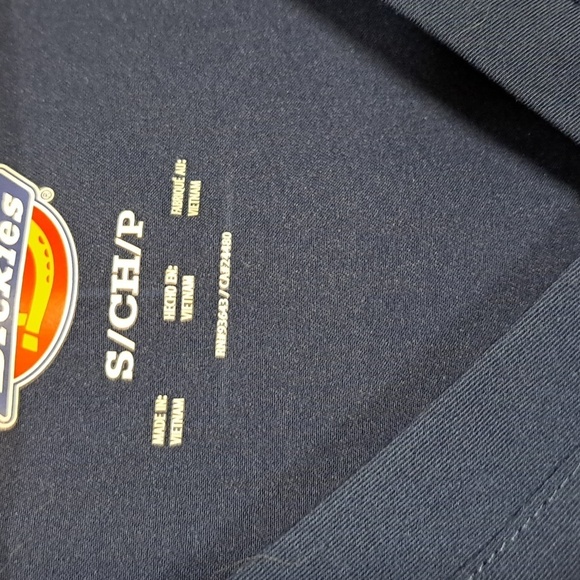 Dickies
®
S/CH/P
MADE IN:
VIETNAM
HECHO EN:
VIETNAM
FABRIQUÉ AU:
VIETNAM